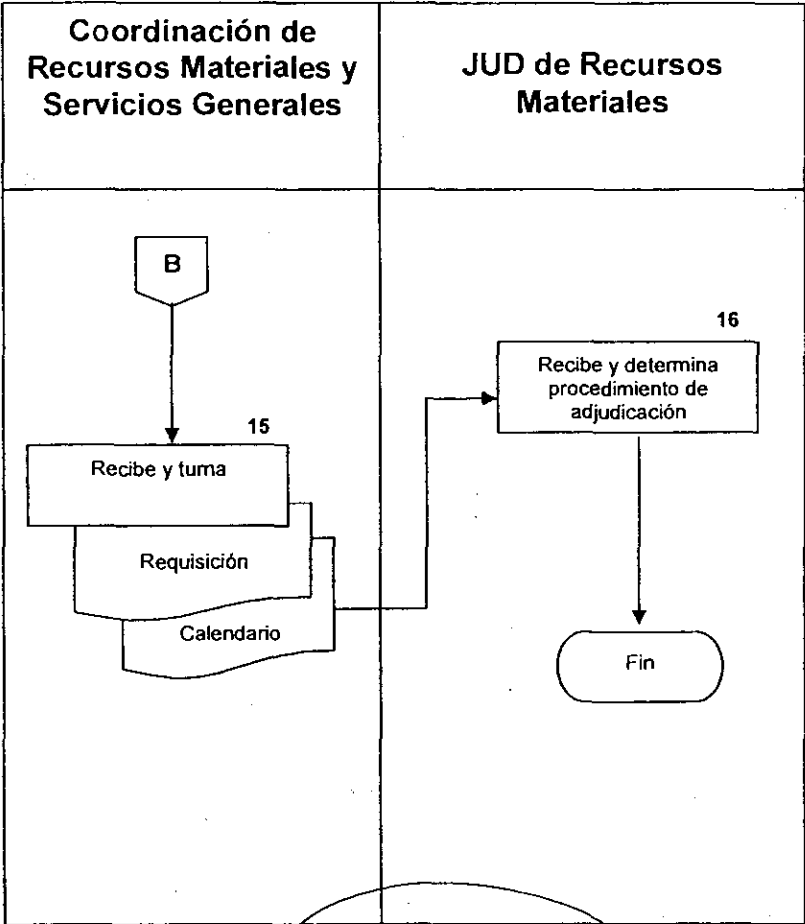 Coordinación de
Recursos Materiales y
Servicios Generales
JUD de Recursos
Materiales
B
15
Recibe y turna
Requisición
Calendario
16
Recibe y determina
procedimiento de
adjudicación
Fin